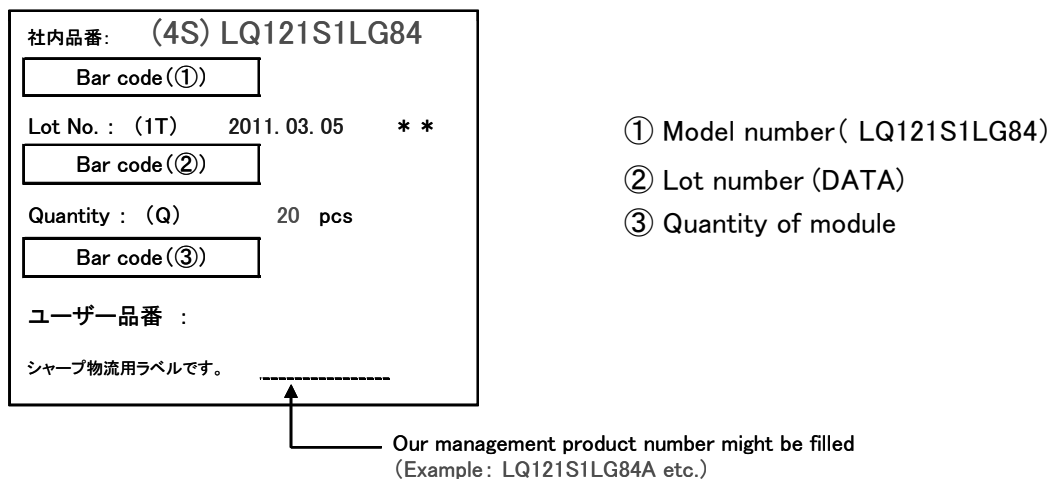 社内品番: (4S) LQ121S1LG84
Bar code(①)
Lot No. : (1T) 2011. 03. 05 * *
Bar code(②)
Quantity : (Q) 20 pcs
Bar code(③)
ユーザー品番 :
シャープ物流用ラベルです。
① Model number( LQ121S1LG84)
② Lot number (DATA)
③ Quantity of module
Our management product number might be filled
(Example: LQ121S1LG84A etc.)